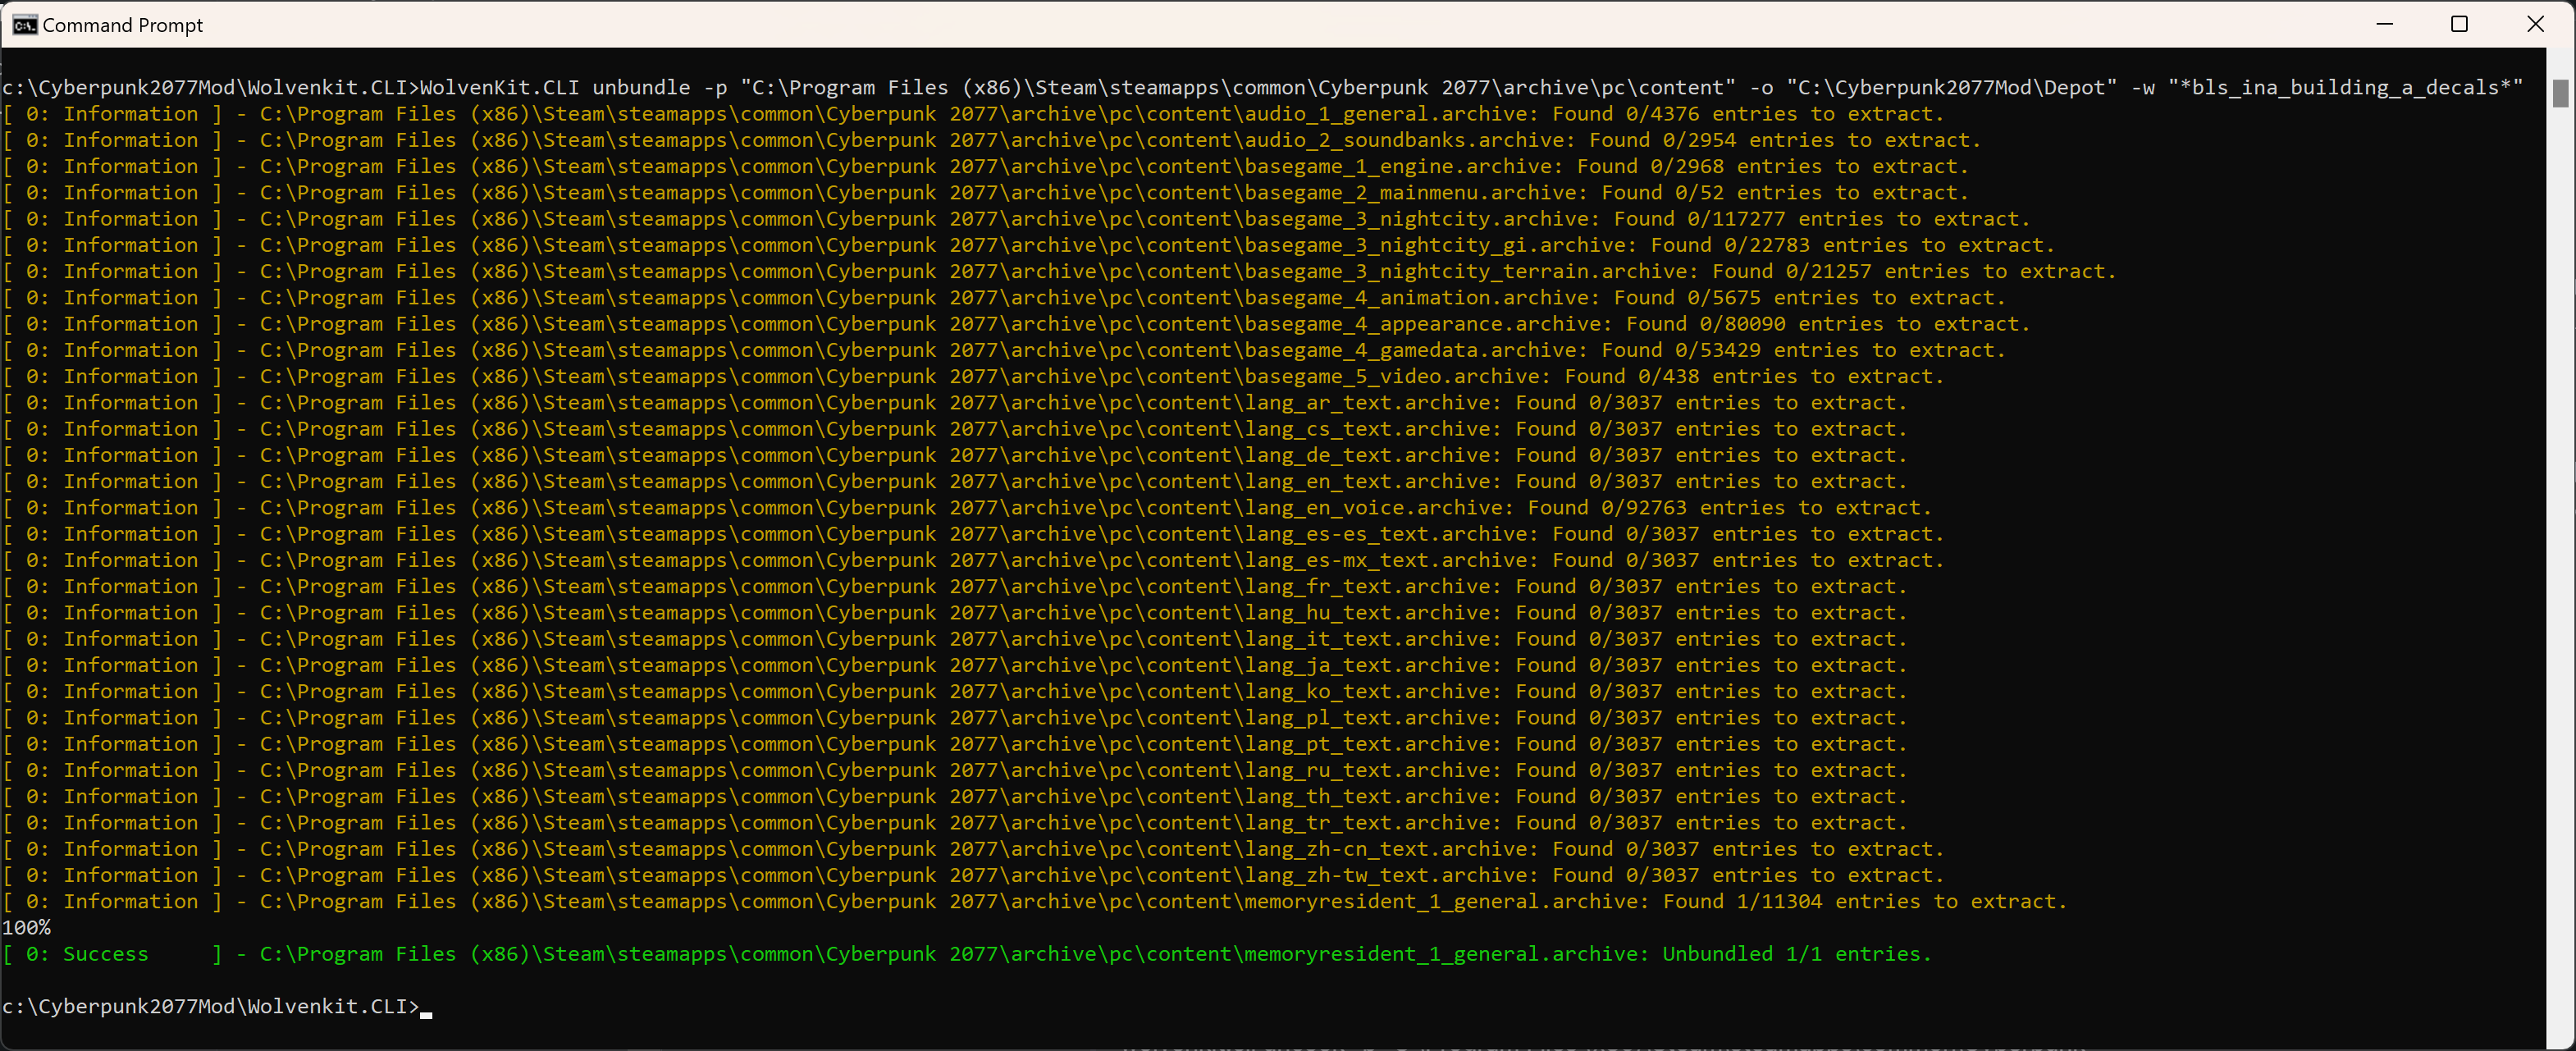 Command Prompt
c:\Cyberpunk2077Mod\Wolvenkit.CLI>WolvenKit.CLI unbundle -p "C:\Program Files (x86)\Steam\steamapps\common\Cyberpunk 2077\archive\pc\content" -o "C:\Cyberpunk2077Mod\Depot" -w "*bls_ina_building_a_decals*"
[ 0: Information ] - C:\Program Files (x86)\Steam\steamapps\common\Cyberpunk 2077\archive\pc\content\audio_1_general.archive: Found 0/4376 entries to extract.
[ 0: Information ] - C:\Program Files (x86)\Steam\steamapps\common\Cyberpunk 2077\archive\pc\content\audio_2_soundbanks.archive: Found 0/2954 entries to extract.
[ 0: Information ] - C:\Program Files (x86)\Steam\steamapps\common\Cyberpunk 2077\archive\pc\content\basegame_1_engine.archive: Found 0/2968 entries to extract.
[ 0: Information ] - C:\Program Files (x86)\Steam\steamapps\common\Cyberpunk 2077\archive\pc\content\basegame_2_mainmenu.archive: Found 0/52 entries to extract.
[ 0: Information ] - C:\Program Files (x86)\Steam\steamapps\common\Cyberpunk 2077\archive\pc\content\basegame_3_nightcity.archive: Found 0/117277 entries to extract.
[ 0: Information ] - C:\Program Files (x86)\Steam\steamapps\common\Cyberpunk 2077\archive\pc\content\basegame_3_nightcity_gi.archive: Found 0/22783 entries to extract.
[ 0: Information ] - C:\Program Files (x86)\Steam\steamapps\common\Cyberpunk 2077\archive\pc\content\basegame_3_nightcity_terrain.archive: Found 0/21257 entries to extract.
[ 0: Information ] - C:\Program Files (x86)\Steam\steamapps\common\Cyberpunk 2077\archive\pc\content\basegame_4_animation.archive: Found 0/5675 entries to extract.
[ 0: Information ] - C:\Program Files (x86)\Steam\steamapps\common\Cyberpunk 2077\archive\pc\content\basegame_4_appearance.archive: Found 0/80090 entries to extract.
[ 0: Information ] - C:\Program Files (x86)\Steam\steamapps\common\Cyberpunk 2077\archive\pc\content\basegame_4_gamedata.archive: Found 0/53429 entries to extract.
[ 0: Information ] - C:\Program Files (x86)\Steam\steamapps\common\Cyberpunk 2077\archive\pc\content\basegame_5_video.archive: Found 0/438 entries to extract.
[ 0: Information ] - C:\Program Files (x86)\Steam\steamapps\common\Cyberpunk 2077\archive\pc\content\lang_ar_text.archive: Found 0/3037 entries to extract.
[ 0: Information ] - C:\Program Files (x86)\Steam\steamapps\common\Cyberpunk 2077\archive\pc\content\lang_cs_text.archive: Found 0/3037 entries to extract.
[ 0: Information ] - C:\Program Files (x86)\Steam\steamapps\common\Cyberpunk 2077\archive\pc\content\lang_de_text.archive: Found 0/3037 entries to extract.
[ 0: Information ] - C:\Program Files (x86)\Steam\steamapps\common\Cyberpunk 2077\archive\pc\content\lang_en_text.archive: Found 0/3037 entries to extract.
[ 0: Information ] - C:\Program Files (x86)\Steam\steamapps\common\Cyberpunk 2077\archive\pc\content\lang_en_voice.archive: Found 0/92763 entries to extract.
[ 0: Information ] - C:\Program Files (x86)\Steam\steamapps\common\Cyberpunk 2077\archive\pc\content\lang_es-es_text.archive: Found 0/3037 entries to extract.
[ 0: Information ] - C:\Program Files (x86)\Steam\steamapps\common\Cyberpunk 2077\archive\pc\content\lang_es-mx_text.archive: Found 0/3037 entries to extract.
[ 0: Information ] - C:\Program Files (x86)\Steam\steamapps\common\Cyberpunk 2077\archive\pc\content\lang_fr_text.archive: Found 0/3037 entries to extract.
[ 0: Information ] - C:\Program Files (x86)\Steam\steamapps\common\Cyberpunk 2077\archive\pc\content\lang_hu_text.archive: Found 0/3037 entries to extract.
[ 0: Information ] - C:\Program Files (x86)\Steam\steamapps\common\Cyberpunk 2077\archive\pc\content\lang_it_text.archive: Found 0/3037 entries to extract.
[ 0: Information ] - C:\Program Files (x86)\Steam\steamapps\common\Cyberpunk 2077\archive\pc\content\lang_ja_text.archive: Found 0/3037 entries to extract.
[ 0: Information ] - C:\Program Files (x86)\Steam\steamapps\common\Cyberpunk 2077\archive\pc\content\lang_ko_text.archive: Found 0/3037 entries to extract.
[ 0: Information ] - C:\Program Files (x86)\Steam\steamapps\common\Cyberpunk 2077\archive\pc\content\lang_pl_text.archive: Found 0/3037 entries to extract.
[ 0: Information ] - C:\Program Files (x86)\Steam\steamapps\common\Cyberpunk 2077\archive\pc\content\lang_pt_text.archive: Found 0/3037 entries to extract.
[ 0: Information ] - C:\Program Files (x86)\Steam\steamapps\common\Cyberpunk 2077\archive\pc\content\lang_ru_text.archive: Found 0/3037 entries to extract.
[ 0: Information ] - C:\Program Files (x86)\Steam\steamapps\common\Cyberpunk 2077\archive\pc\content\lang_th_text.archive: Found 0/3037 entries to extract.
[ 0: Information ] - C:\Program Files (x86)\Steam\steamapps\common\Cyberpunk 2077\archive\pc\content\lang_tr_text.archive: Found 0/3037 entries to extract.
[ 0: Information ] - C:\Program Files (x86)\Steam\steamapps\common\Cyberpunk 2077\archive\pc\content\lang_zh-cn_text.archive: Found 0/3037 entries to extract.
[ 0: Information ] - C:\Program Files (x86)\Steam\steamapps\common\Cyberpunk 2077\archive\pc\content\lang_zh-tw_text.archive: Found 0/3037 entries to extract.
[ 0: Information ] - C:\Program Files (x86)\Steam\steamapps\common\Cyberpunk 2077\archive\pc\content\memoryresident_1_general.archive: Found 1/11304 entries to extract.
100%
[ 0: Success ] - C:\Program Files (x86)\Steam\steamapps\common\Cyberpunk 2077\archive\pc\content\memoryresident_1_general.archive: Unbundled 1/1 entries.
c:\Cyberpunk2077Mod\Wolvenkit.CLI>